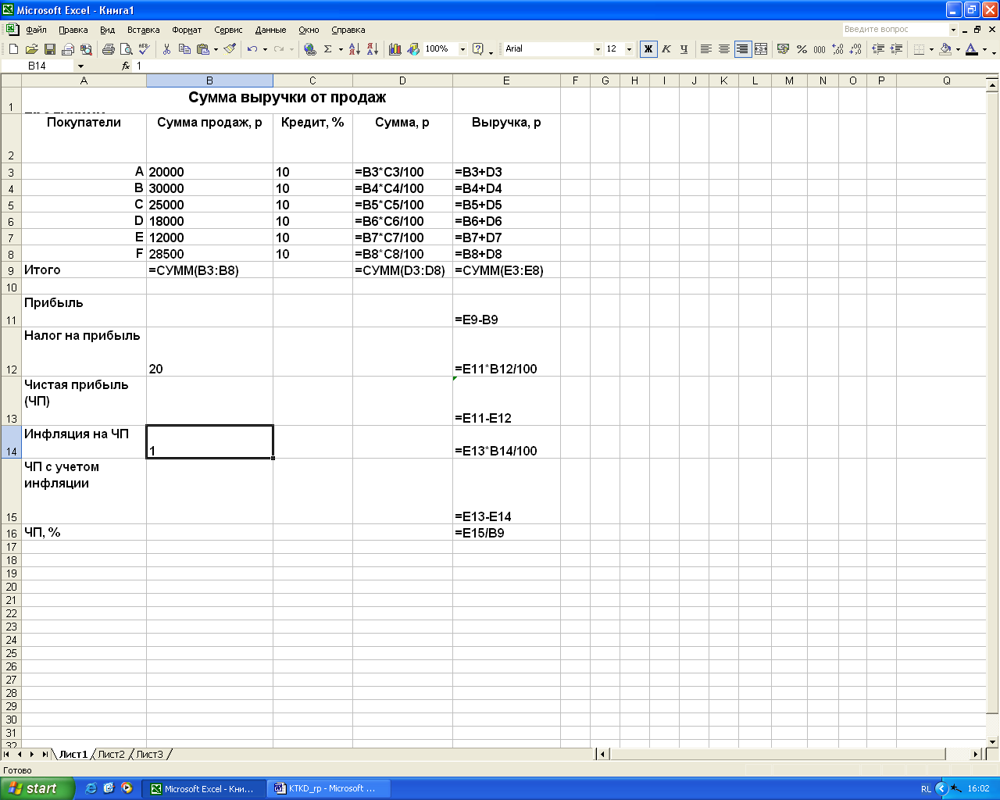 Microsoft Excel - Книга1
Файл Правка Вид Вставка Формат Сервис Данные Окно Справка Введите вопрос
100% Arial 12 Ж К Ч
B14 fx 1
A B C D E F G H I J K L M N O P Q
1 Сумма выручки от продаж
2 Покупатели Сумма продаж, р Кредит, % Сумма, р Выручка, р
3 A 20000 10 =B3*C3/100 =B3+D3
4 B 30000 10 =B4*C4/100 =B4+D4
5 C 25000 10 =B5*C5/100 =B5+D5
6 D 18000 10 =B6*C6/100 =B6+D6
7 E 12000 10 =B7*C7/100 =B7+D7
8 F 28500 10 =B8*C8/100 =B8+D8
9 Итого =СУММ(B3:B8) =СУММ(D3:D8) =СУММ(E3:E8)
10
11 Прибыль =E9-B9
12 Налог на прибыль 20 =E11*B12/100
13 Чистая прибыль
(ЧП) =E11-E12
14 Инфляция на ЧП 1 =E13*B14/100
15 ЧП с учетом
инфляции =E13-E14
16 ЧП, % =E15/B9
17
18
19
20
21
22
23
24
25
26
27
28
29
30
31
32
Лист1 Лист2 Лист3
Готово
start Microsoft Excel - Кни... KTKD_rp - Microsoft ... RL 16:02